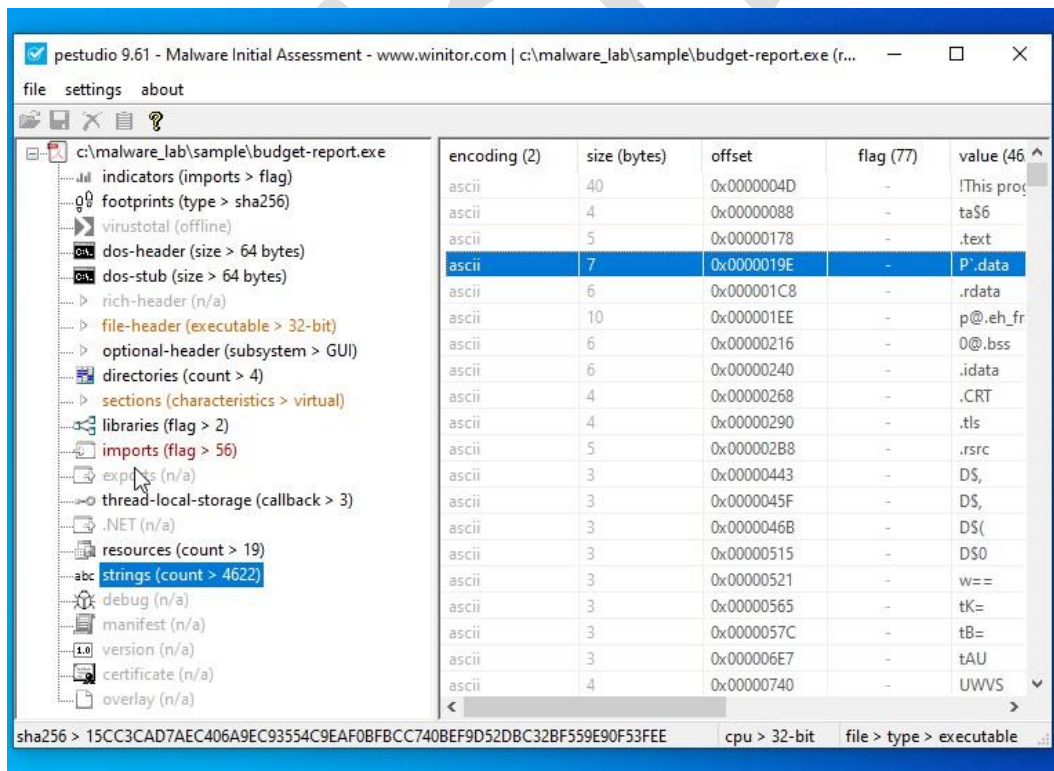 pestudio 9.61 - Malware Initial Assessment - www.winitor.com | c:\malware_lab\sample\budget-report.exe (r...
file settings about
c:\malware_lab\sample\budget-report.exe
indicators (imports > flag)
footprints (type > sha256)
virustotal (offline)
dos-header (size > 64 bytes)
dos-stub (size > 64 bytes)
rich-header (n/a)
file-header (executable > 32-bit)
optional-header (subsystem > GUI)
directories (count > 4)
sections (characteristics > virtual)
libraries (flag > 2)
imports (flag > 56)
exports (n/a)
thread-local-storage (callback > 3)
.NET (n/a)
resources (count > 19)
abc strings (count > 4622)
debug (n/a)
manifest (n/a)
1.0 version (n/a)
certificate (n/a)
overlay (n/a)
encoding (2) size (bytes) offset flag (77) value (46
ascii 40 0x0000004D - !This prog
ascii 4 0x00000088 - ta$6
ascii 5 0x00000178 - .text
ascii 7 0x0000019E - P`.data
ascii 6 0x000001C8 - .rdata
ascii 10 0x000001EE - p@.eh_fr
ascii 6 0x00000216 - 0@.bss
ascii 6 0x00000240 - .idata
ascii 4 0x00000268 - .CRT
ascii 4 0x00000290 - .tls
ascii 5 0x000002B8 - .rsrc
ascii 3 0x00000443 - D$,
ascii 3 0x0000045F - D$,
ascii 3 0x0000046B - D$(
ascii 3 0x00000515 - D$0
ascii 3 0x00000521 - w==
ascii 3 0x00000565 - tK=
ascii 3 0x0000057C - tB=
ascii 3 0x000006E7 - tAU
ascii 4 0x00000740 - UWVS
sha256 > 15CC3CAD7AEC406A9EC93554C9EAF0BFBCC740BEF9D52DBC32BF559E90F53FEE cpu > 32-bit file > type > executable